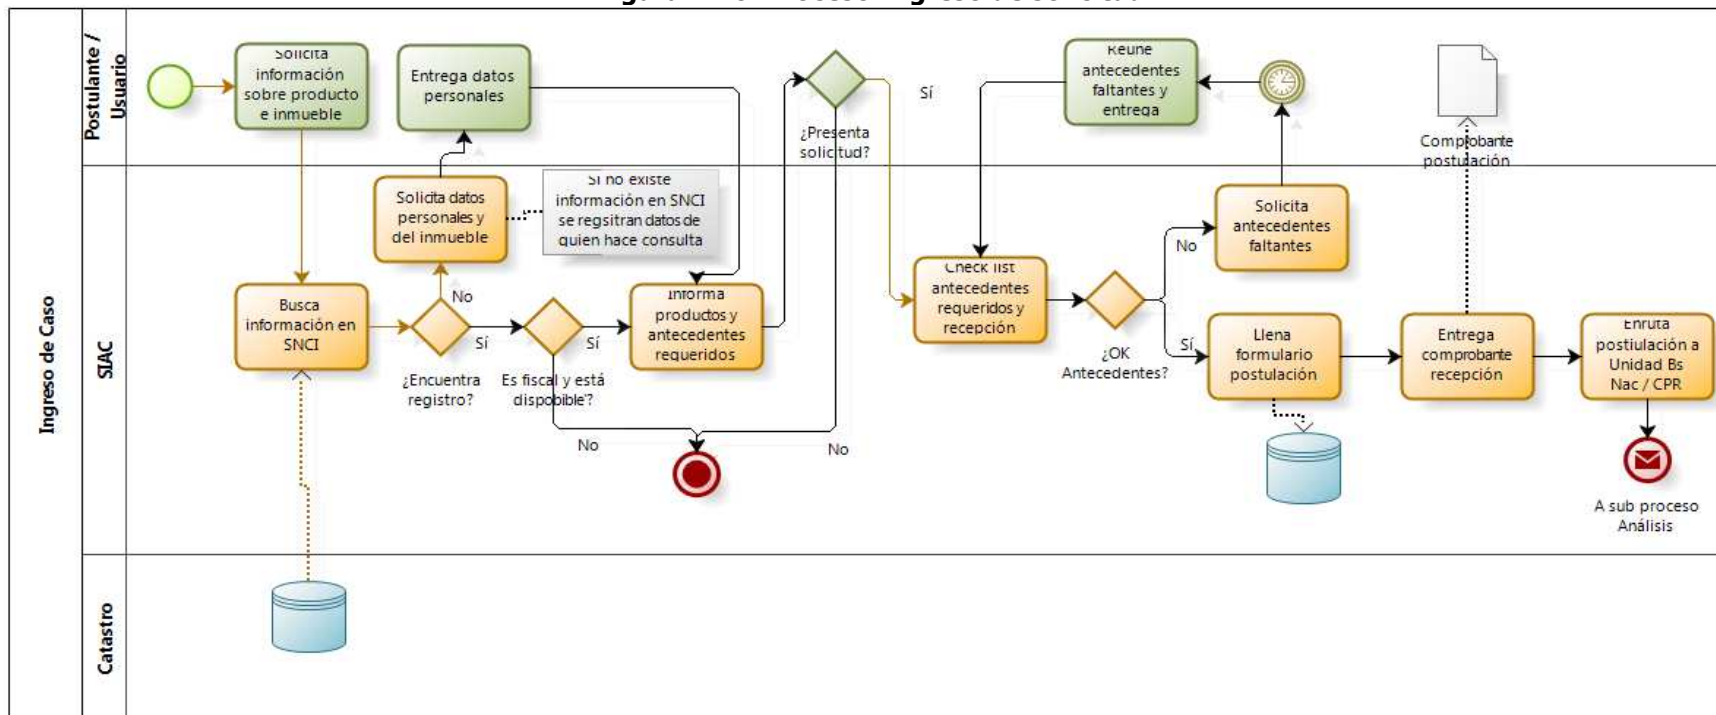 Postulante /
Usuario
Solicita
información
sobre producto
e inmueble
Entrega datos
personales
¿Presenta
solicitud?
Sí
Reúne
antecedentes
faltantes y
entrega
Comprobante
postulación
Ingreso de Caso
SIAC
Solicita datos
personales y
del inmueble
Si no existe
información en SNCI
se regsitran datos de
quien hace consulta
Solicita
antecedentes
faltantes
No
Busca
información en
SNCI
No
Sí
¿Encuentra
registro?
Sí
Es fiscal y está
dispobible'?
No
Informa
productos y
antecedentes
requeridos
No
Check list
antecedentes
requeridos y
recepción
¿OK
Antecedentes?
Sí
Llena
formulario
postulación
Entrega
comprobante
recepción
Enruta
postiulación a
Unidad Bs
Nac / CPR
A sub proceso
Análisis
Catastro